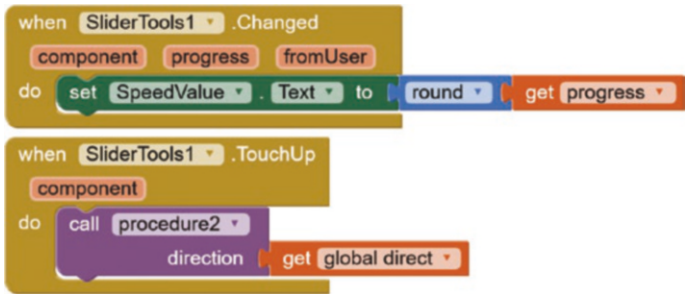 when SliderTools1 .Changed
component progress fromUser
do set SpeedValue . Text to round get progress
when SliderTools1 .TouchUp
component
do call procedure2
direction get global direct